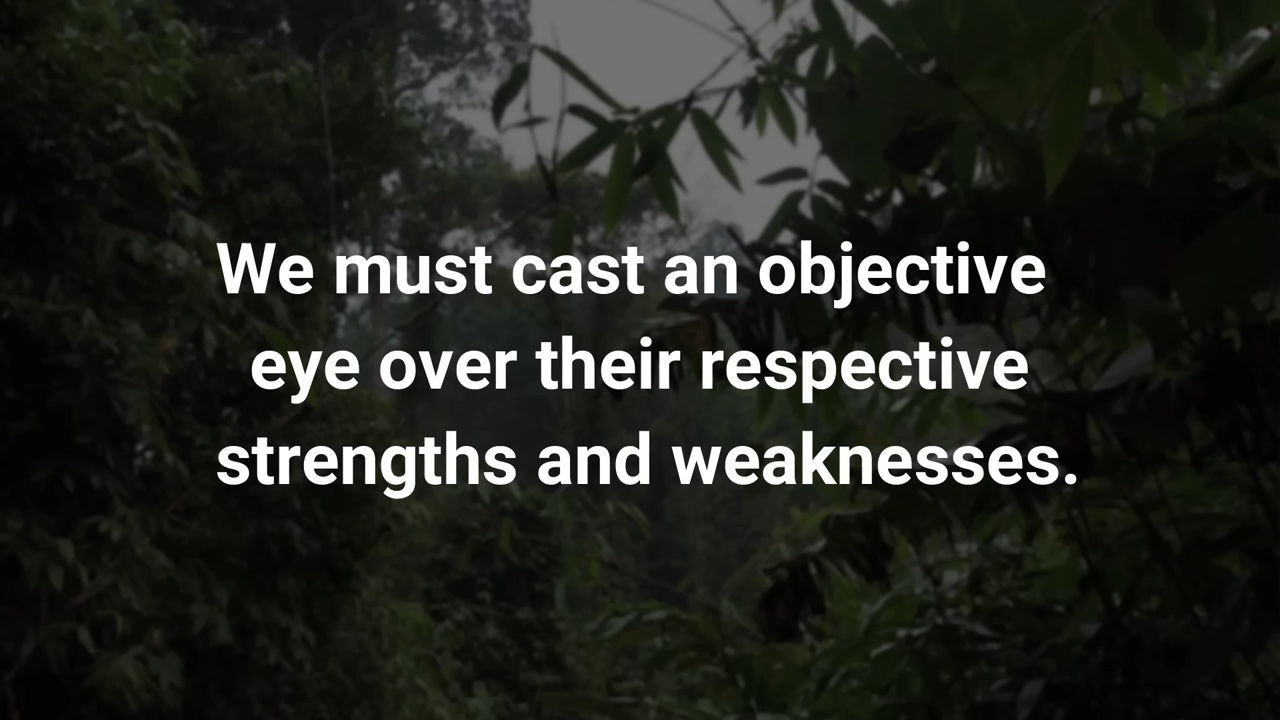 We must cast an objective
eye over their respective
strengths and weaknesses.